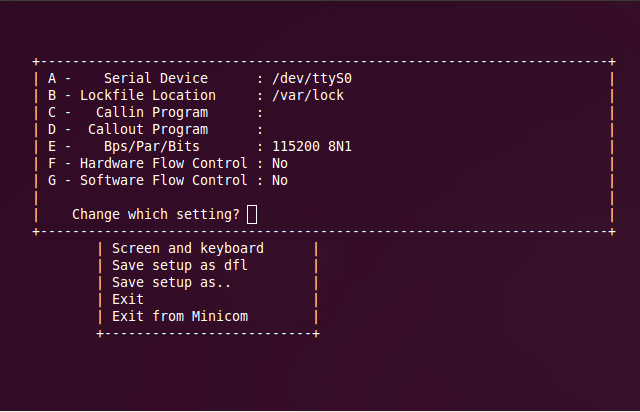 +-----------------------------------------------------------------------+
| A -    Serial Device      : /dev/ttyS0                                |
| B - Lockfile Location     : /var/lock                                 |
| C -   Callin Program      :                                           |
| D -  Callout Program      :                                           |
| E -    Bps/Par/Bits       : 115200 8N1                                |
| F - Hardware Flow Control : No                                        |
| G - Software Flow Control : No                                        |
|                                                                       |
|    Change which setting?                                              |
+-----------------------------------------------------------------------+
        | Screen and keyboard      |
        | Save setup as dfl        |
        | Save setup as..          |
        | Exit                     |
        | Exit from Minicom        |
        +--------------------------+